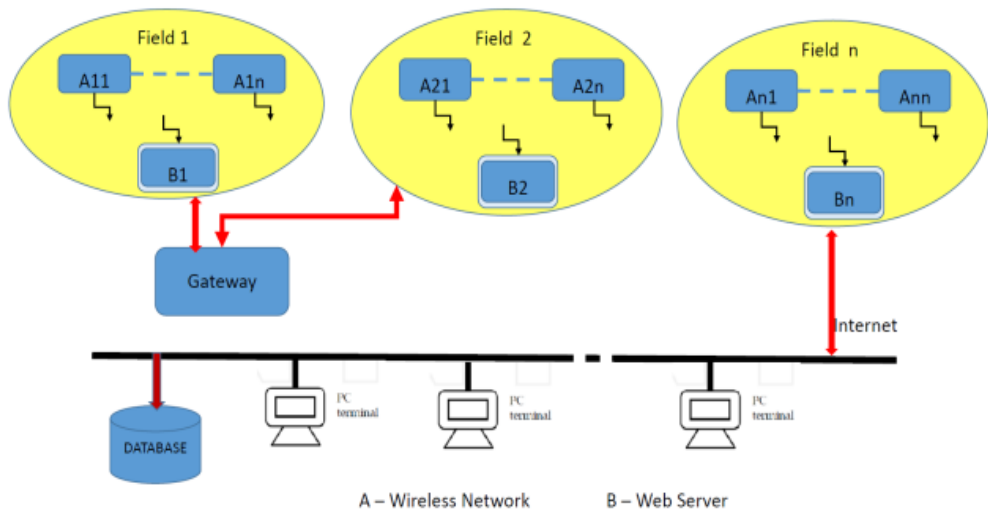 Field 1
A11
A1n
B1
Field 2
A21
A2n
B2
Field n
An1
Ann
Bn
Gateway
Internet
DATABASE
PC
terminal
PC
terminal
PC
terminal
A – Wireless Network
B – Web Server